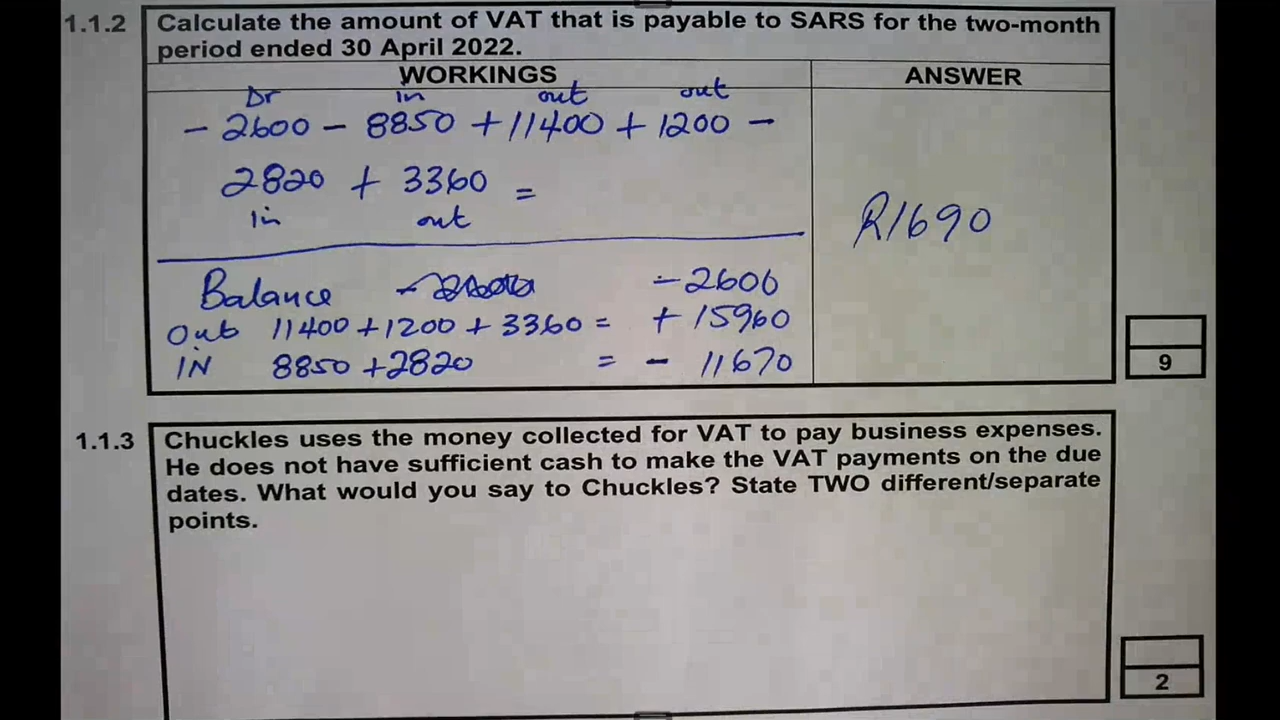 1.1.2 Calculate the amount of VAT that is payable to SARS for the two-month
period ended 30 April 2022.
WORKINGS ANSWER
Dr in out out
- 2600 - 8850 + 11400 + 1200 -
2820 + 3360 =
in out
R1690
Balance - 2600
Out 11400 + 1200 + 3360 = + 15960
IN 8850 + 2820 = - 11670
9
1.1.3 Chuckles uses the money collected for VAT to pay business expenses.
He does not have sufficient cash to make the VAT payments on the due
dates. What would you say to Chuckles? State TWO different/separate
points.
2